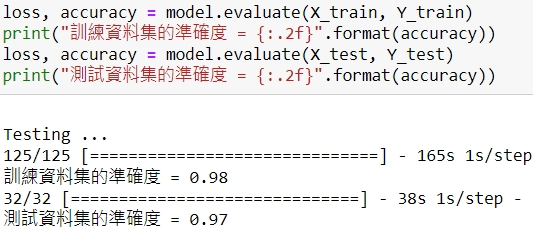 loss, accuracy = model.evaluate(X_train, Y_train)
print("訓練資料集的準確度 = {:.2f}".format(accuracy))
loss, accuracy = model.evaluate(X_test, Y_test)
print("測試資料集的準確度 = {:.2f}".format(accuracy))
Testing ...
125/125 [==============================] - 165s 1s/step
訓練資料集的準確度 = 0.98
32/32 [==============================] - 38s 1s/step -
測試資料集的準確度 = 0.97